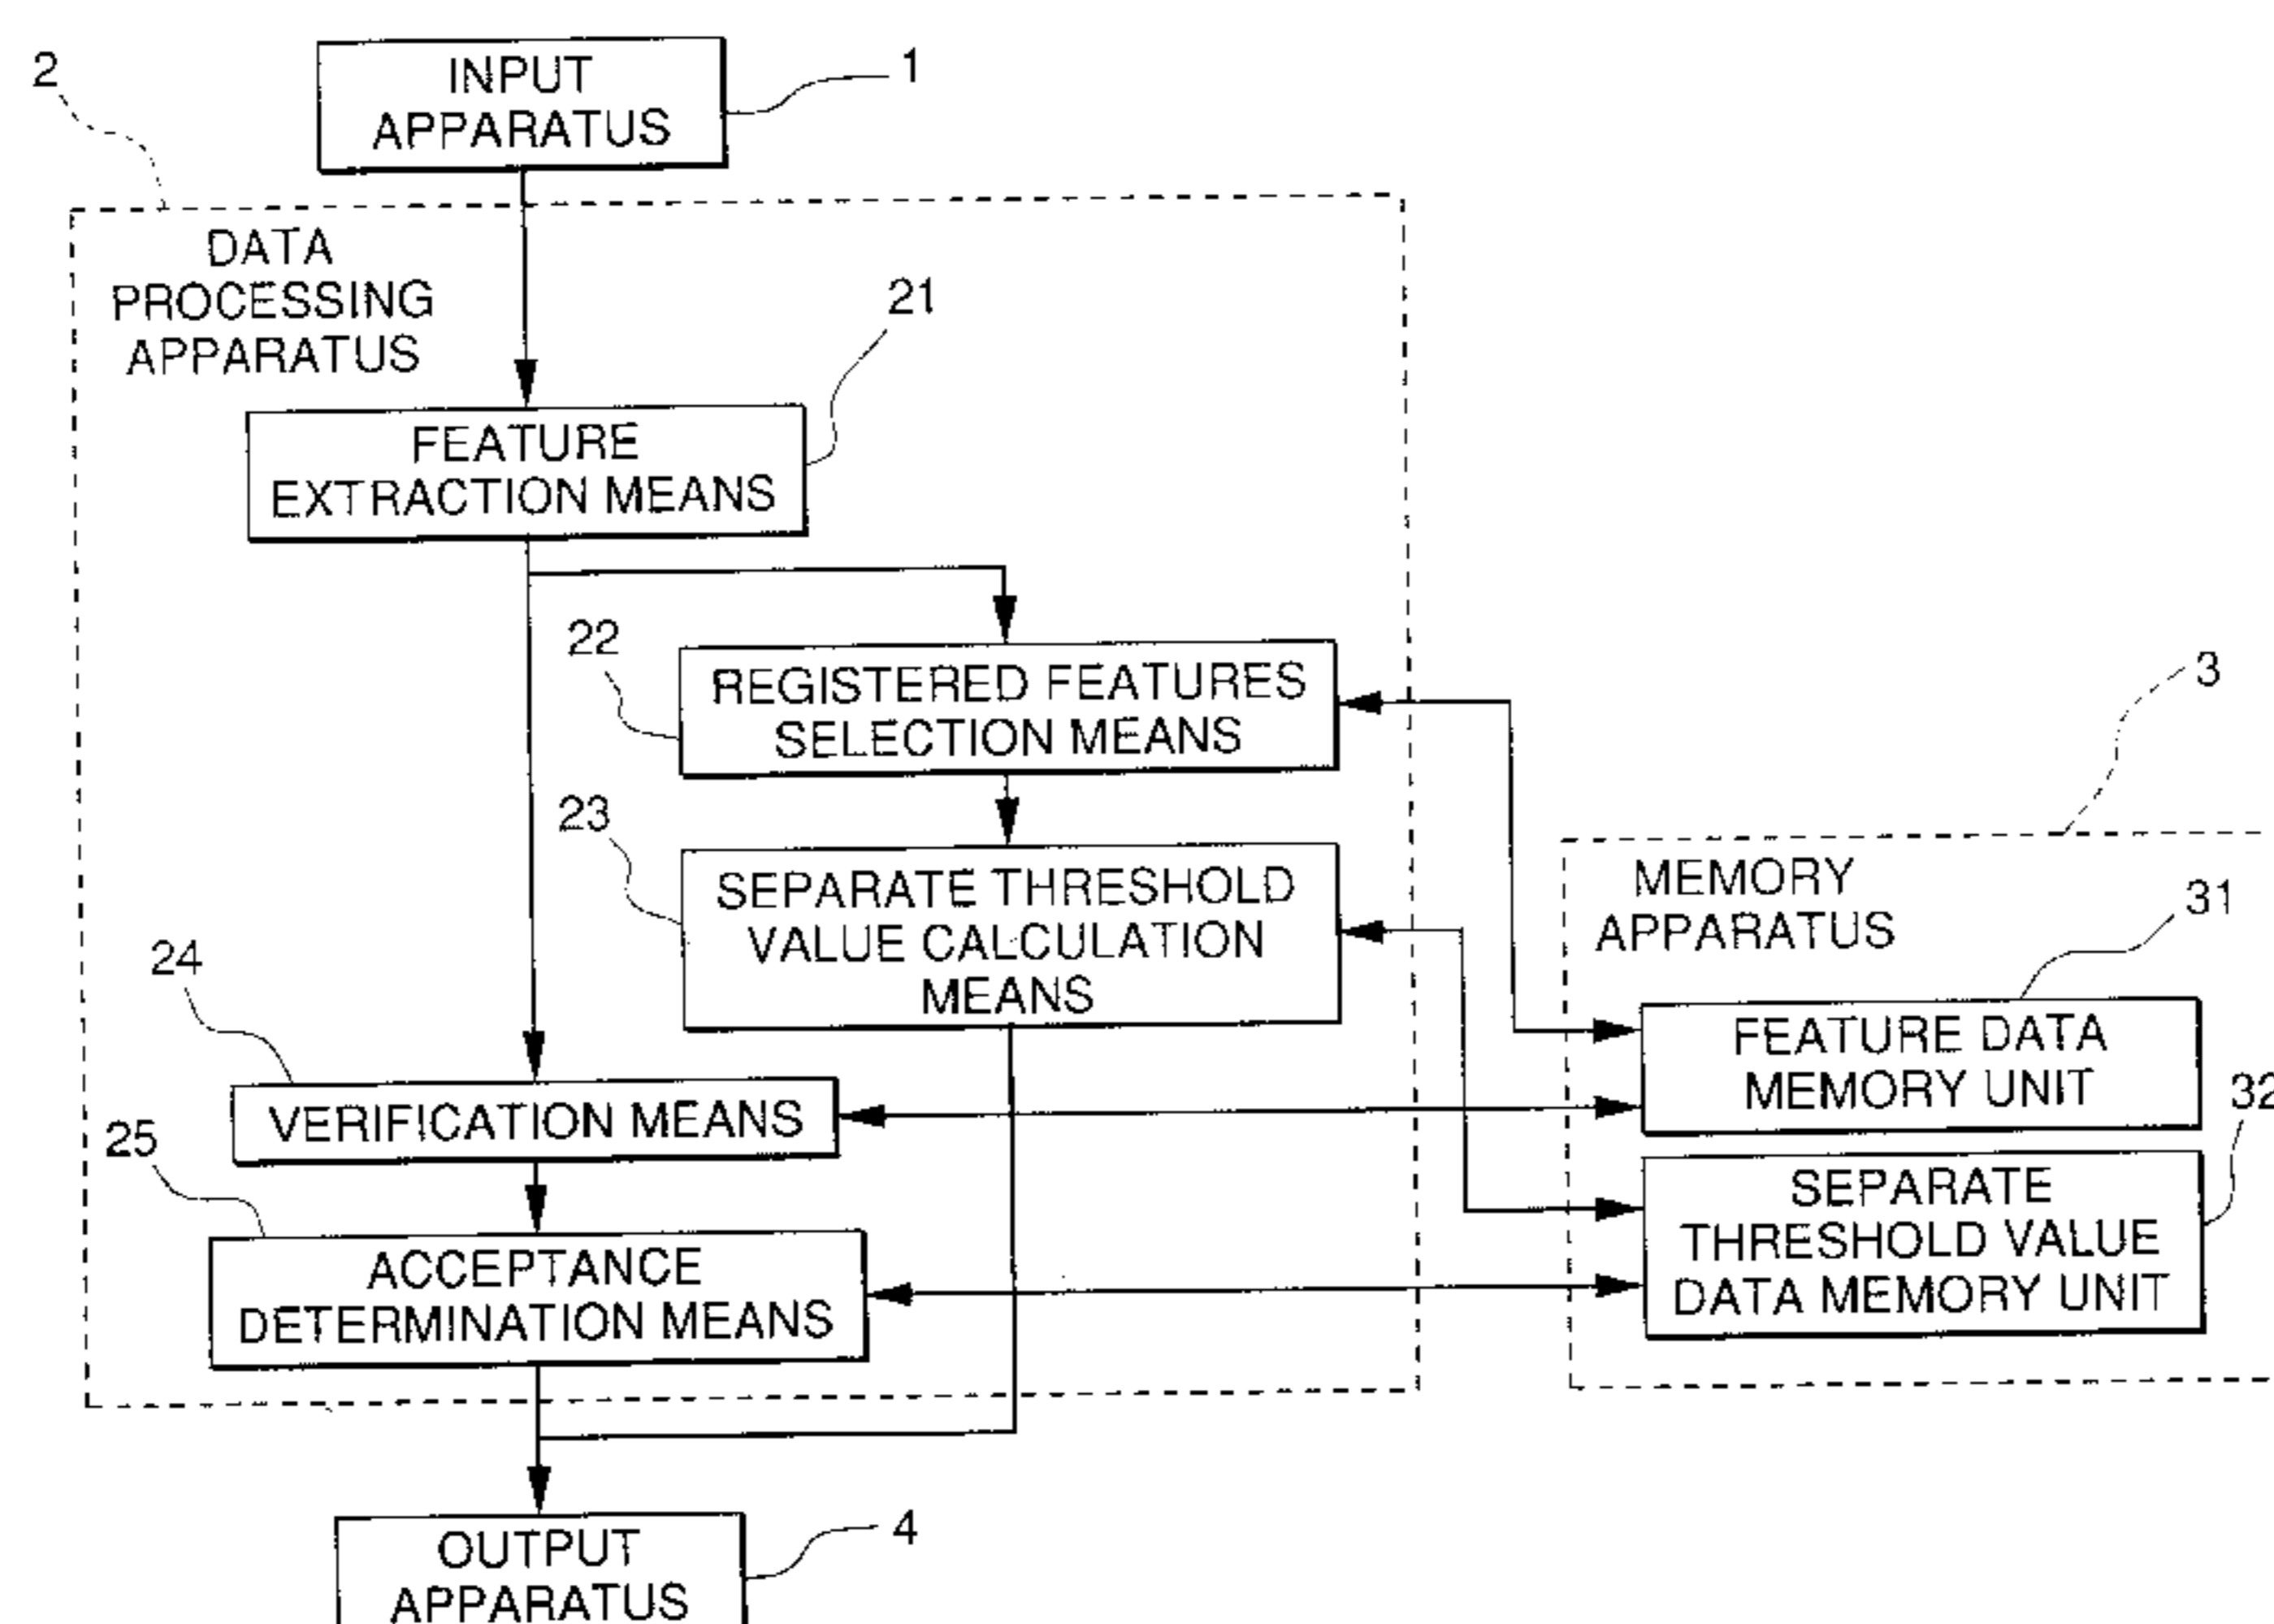 2
INPUT
APPARATUS
1
DATA
PROCESSING
APPARATUS
21
FEATURE
EXTRACTION MEANS
22
REGISTERED FEATURES
SELECTION MEANS
3
23
SEPARATE THRESHOLD
VALUE CALCULATION
MEANS
MEMORY
APPARATUS
31
24
FEATURE DATA
MEMORY UNIT
32
VERIFICATION MEANS
25
SEPARATE
THRESHOLD VALUE
DATA MEMORY UNIT
ACCEPTANCE
DETERMINATION MEANS
OUTPUT
APPARATUS
4